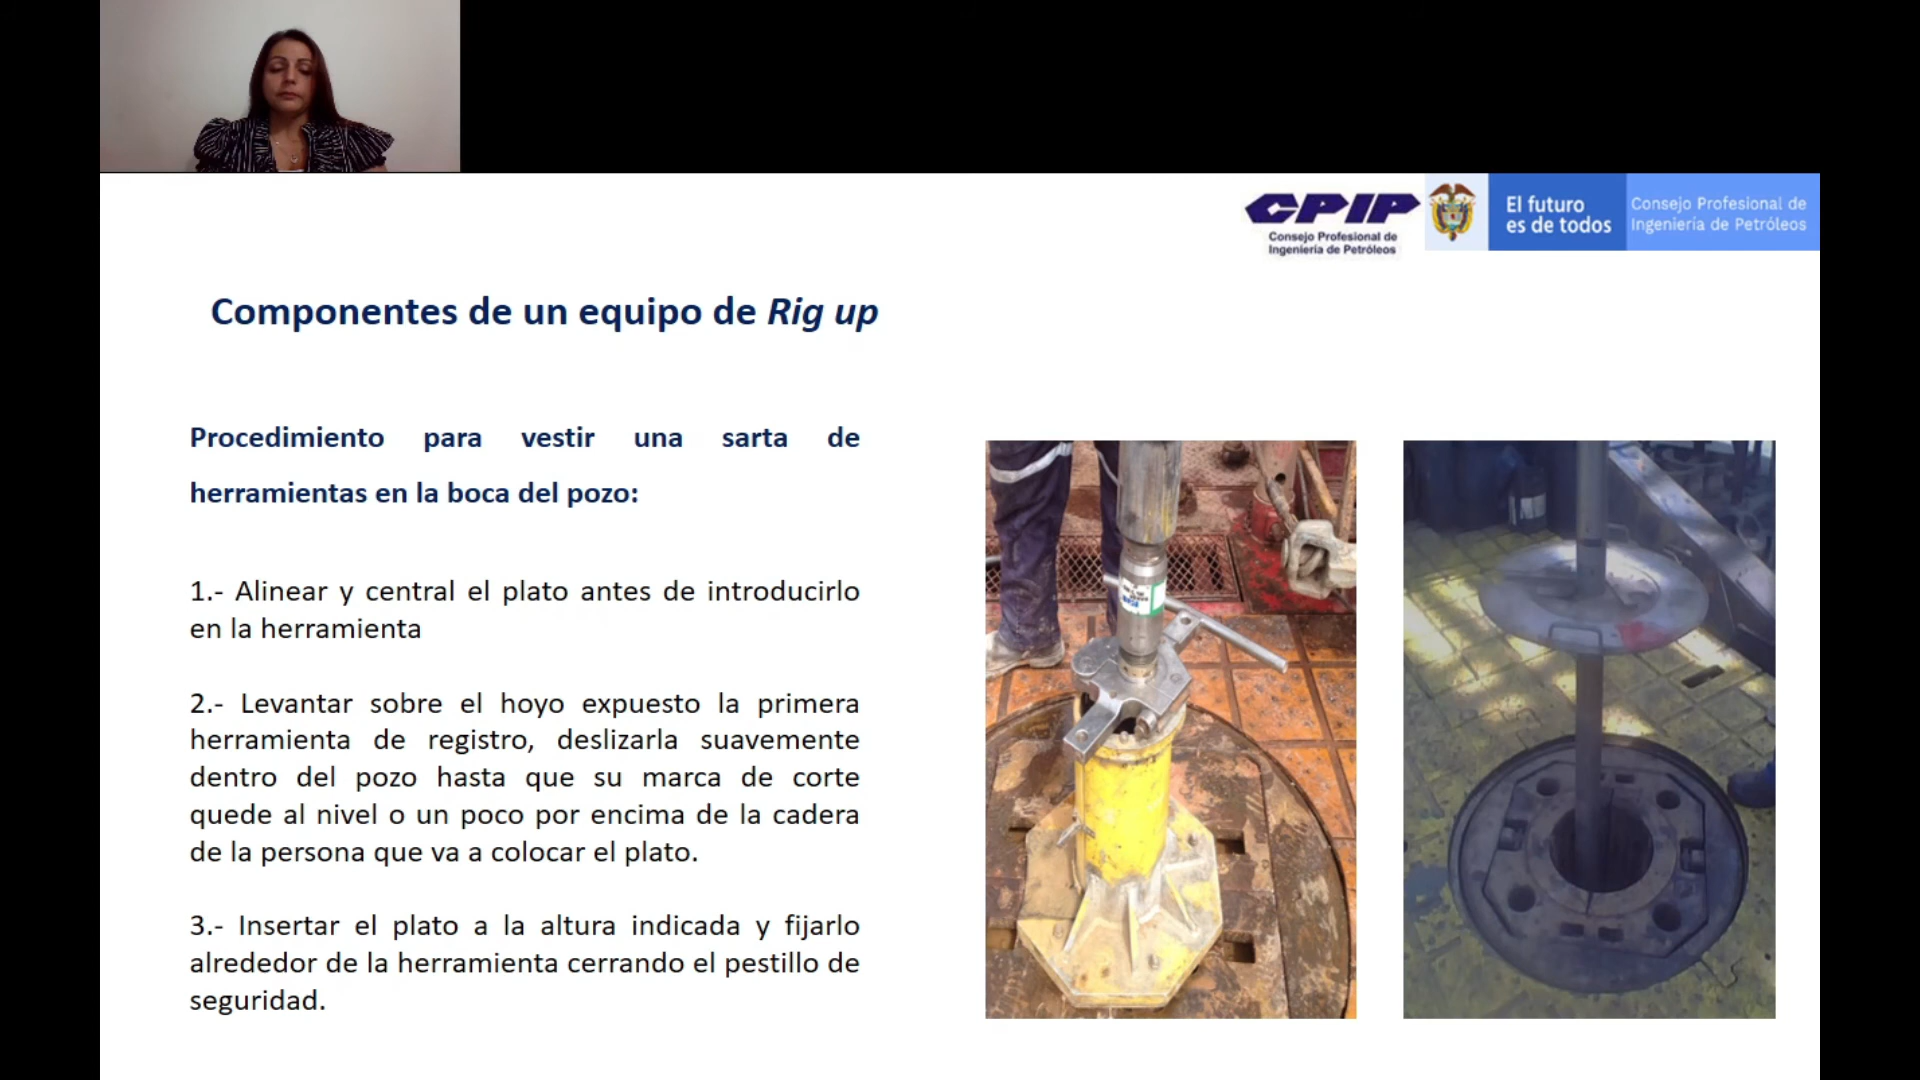 CPIP
Consejo Profesional de
Ingeniería de Petróleos
El futuro
es de todos
Consejo Profesional de
Ingeniería de Petróleos
Componentes de un equipo de Rig up
Procedimiento para vestir una sarta de
herramientas en la boca del pozo:
1.- Alinear y central el plato antes de introducirlo
en la herramienta
2.- Levantar sobre el hoyo expuesto la primera
herramienta de registro, deslizarla suavemente
dentro del pozo hasta que su marca de corte
quede al nivel o un poco por encima de la cadera
de la persona que va a colocar el plato.
3.- Insertar el plato a la altura indicada y fijarlo
alrededor de la herramienta cerrando el pestillo de
seguridad.